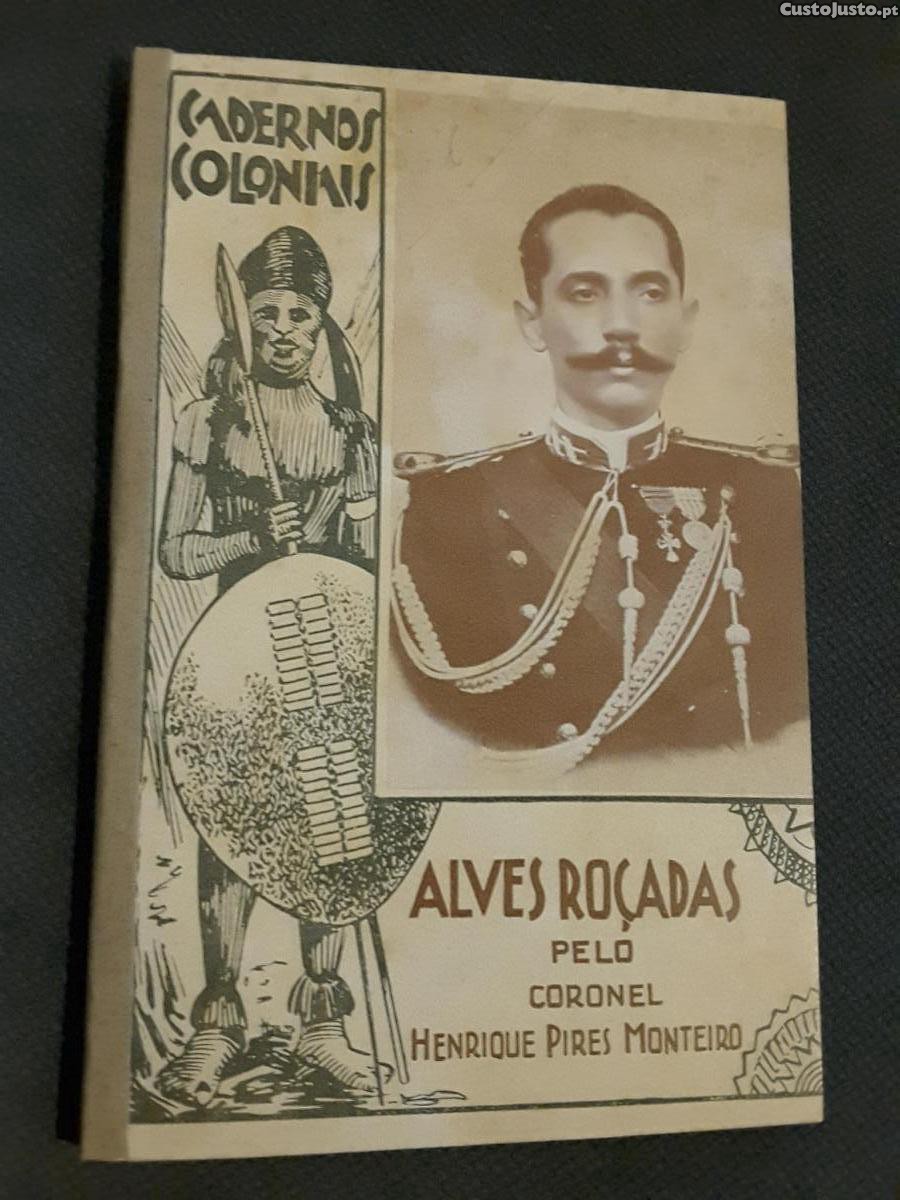 CustoJusto.pt
CADERNOS
COLONIAIS
ALVES ROÇADAS
PELO
CORONEL
HENRIQUE PIRES MONTEIRO